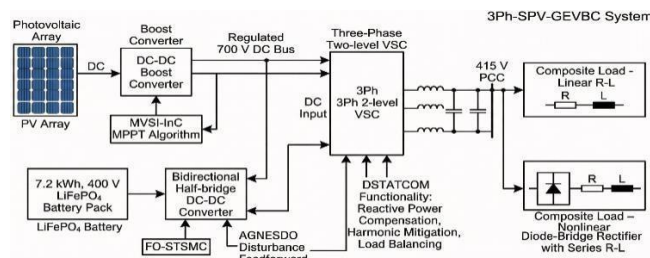 3Ph-SPV-GEVBC System
Photovoltaic
Array
DC
PV Array
Boost
Converter
DC-DC
Boost
Converter
MVSI-InC
MPPT Algorithm
Regulated
700 V DC Bus
Three-Phase
Two-level VSC
3Ph
3Ph 2-level
VSC
DC
Input
415 V
PCC
Composite Load –
Linear R-L
R
L
7.2 kWh, 400 V
LiFePO₄
Battery Pack
LiFePO₄ Battery
Bidirectional
Half-bridge
DC-DC
Converter
FO-STSMC
AGNESDO
Disturbance
Feedforward
DSTATCOM
Functionality:
Reactive Power
Compensation,
Harmonic Mitigation,
Load Balancing
R
L
Composite Load –
Nonlinear
Diode-Bridge Rectifier
with Series R-L